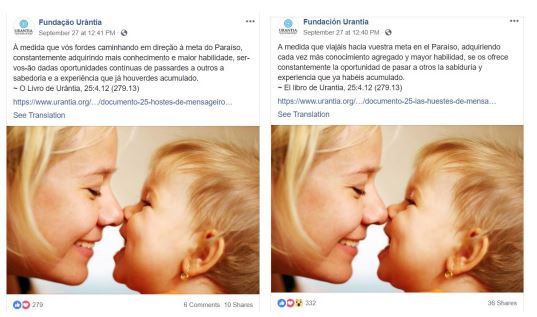 Fundação Urântia
September 27 at 12:41 PM ·
À medida que vós fordes caminhando em direção à meta do Paraíso,
constantemente adquirindo mais conhecimento e maior habilidade, ser-
vos-ão dadas oportunidades contínuas de passardes a outros a
sabedoria e a experiência que já houverdes acumulado.
~ O Livro de Urântia, 25:4.12 (279.13)
https://www.urantia.org/…/documento-25-hostes-de-mensageiro…
See Translation
279
6 Comments 10 Shares
Fundación Urantia
September 27 at 12:40 PM ·
A medida que viajáis hacia vuestra meta en el Paraíso, adquiriendo
cada vez más conocimiento agregado y mayor habilidad, se os ofrece
constantemente la oportunidad de pasar a otros la sabiduría y
experiencia que ya habéis acumulado.
~ El libro de Urantia, 25:4.12 (279.13)
https://www.urantia.org/…/documento-25-las-huestes-de-mensa…
See Translation
332
36 Shares